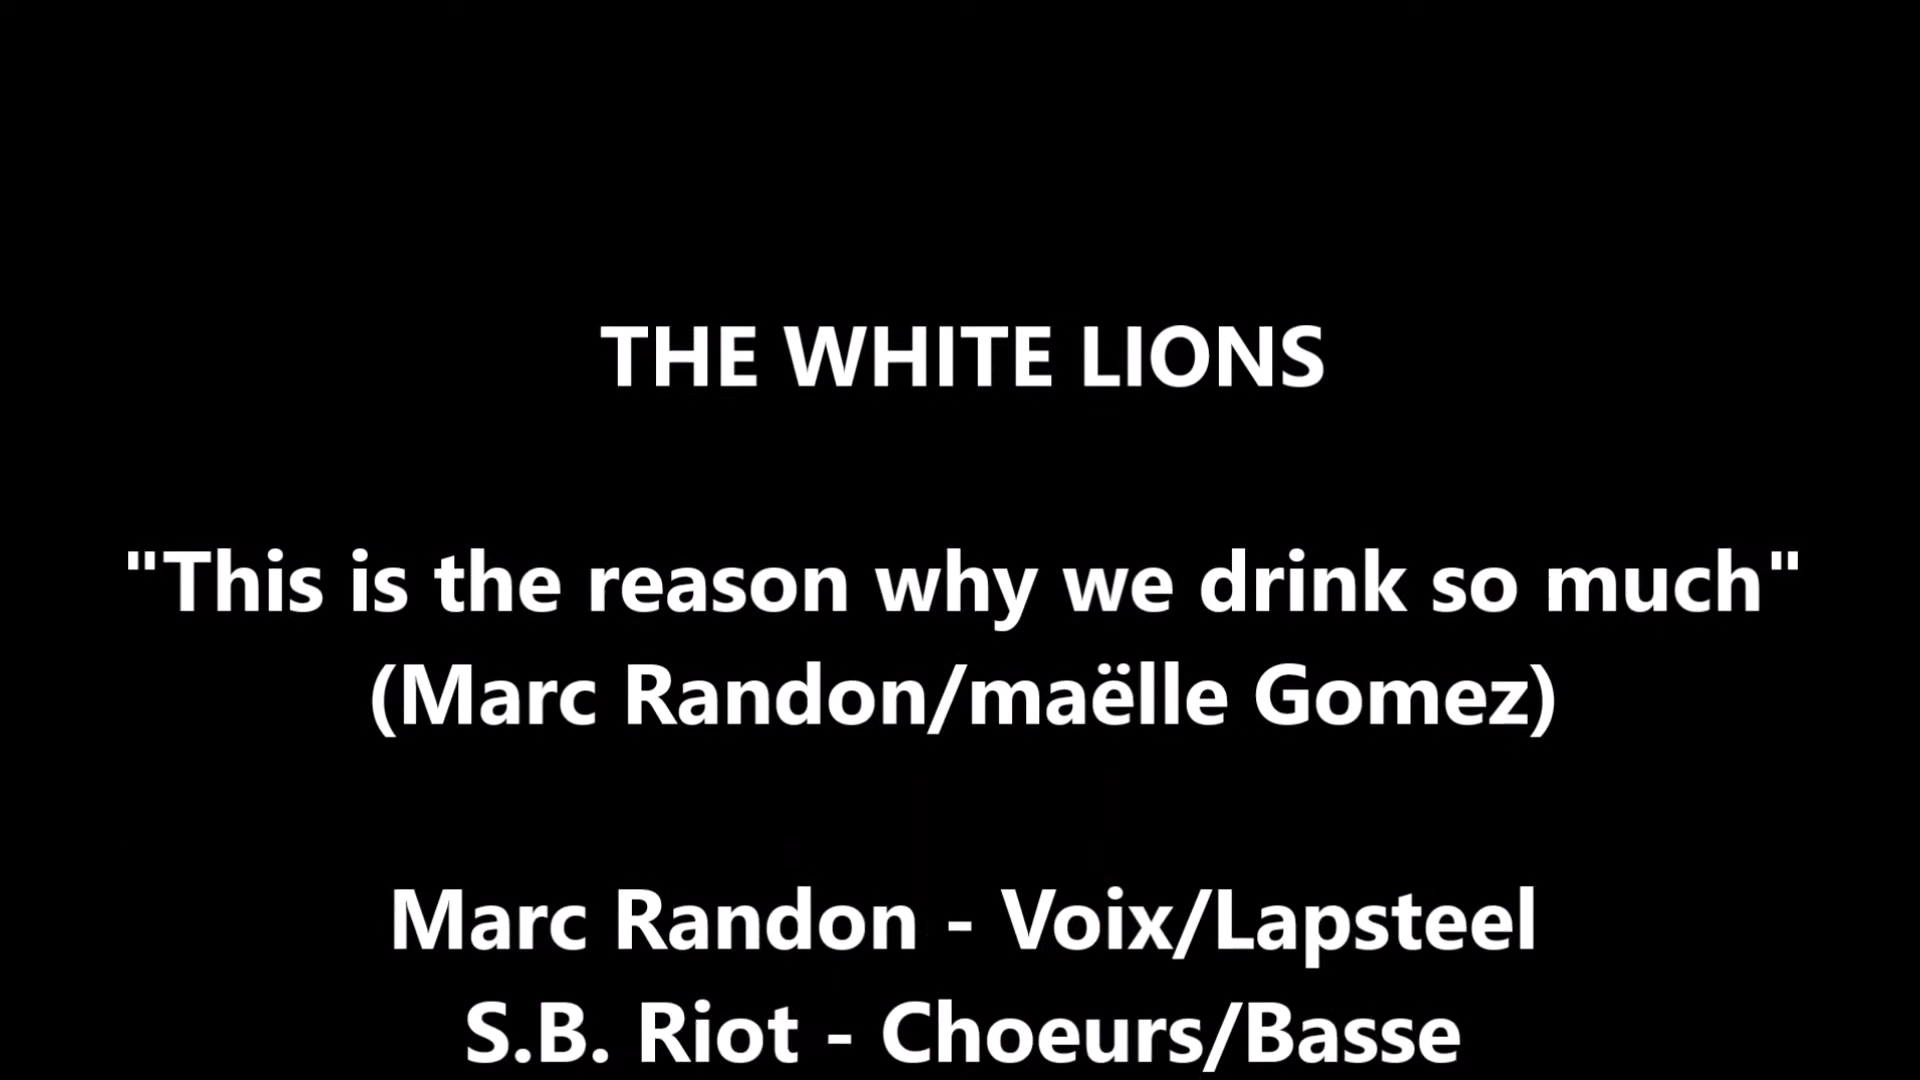 THE WHITE LIONS
"This is the reason why we drink so much"
(Marc Randon/maëlle Gomez)
Marc Randon - Voix/Lapsteel
S.B. Riot - Choeurs/Basse